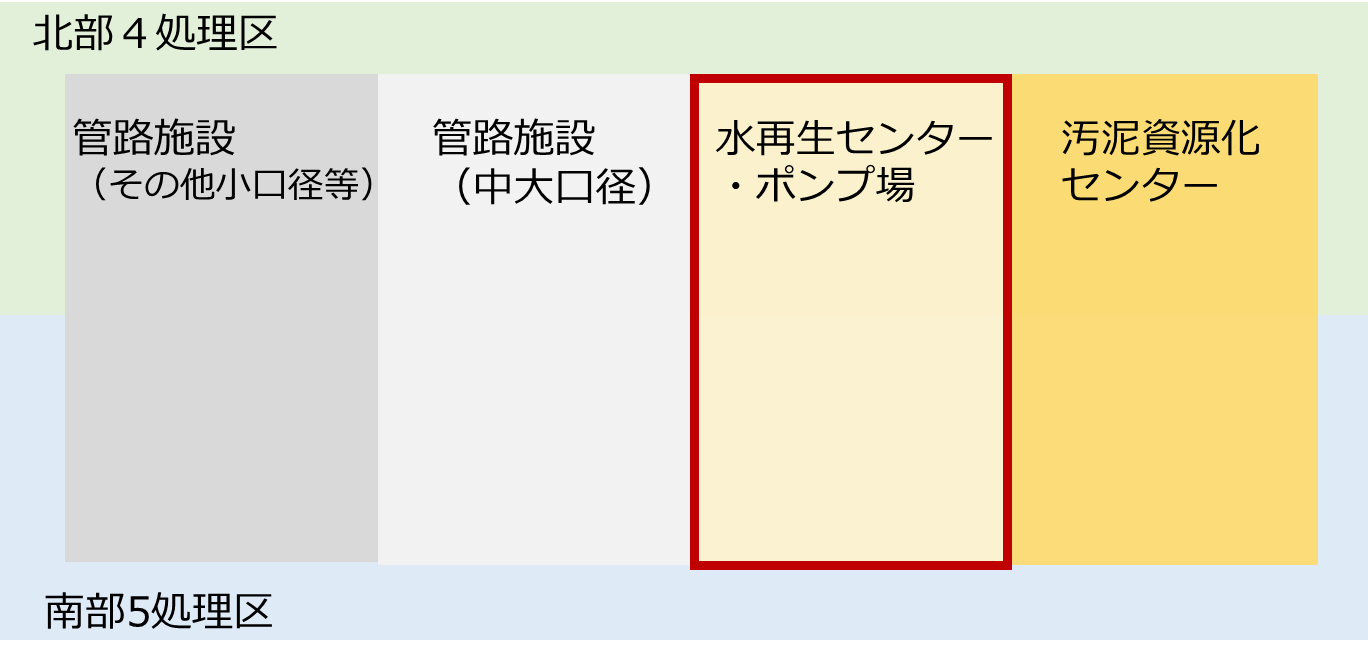 北部４処理区
管路施設
（その他小口径等）
管路施設
（中大口径）
水再生センター
・ポンプ場
汚泥資源化
センター
南部5処理区